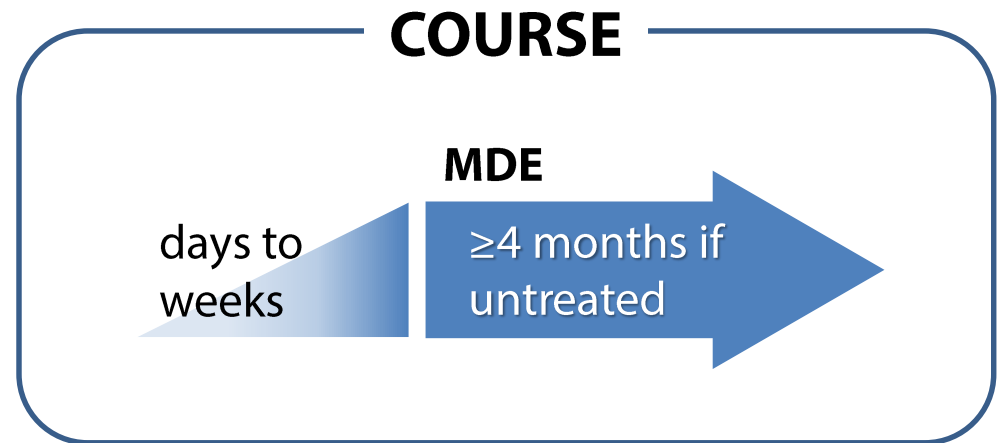 COURSE
MDE
days to
weeks
≥4 months if
untreated